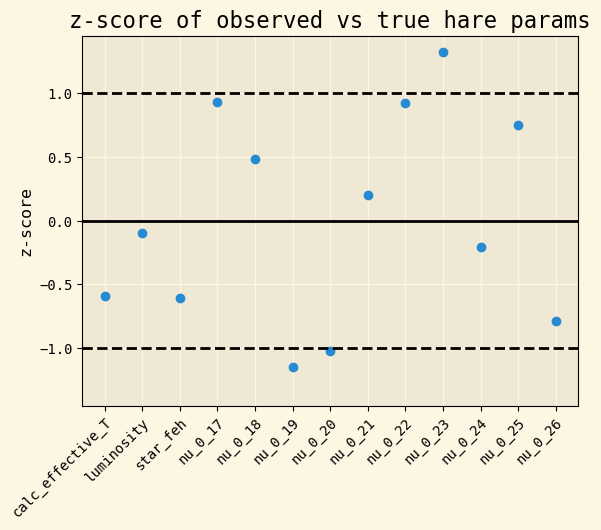 z-score of observed vs true hare params
z-score
1.0
0.5
0.0
−0.5
−1.0
calc_effective_T
luminosity
star_feh
nu_0_17
nu_0_18
nu_0_19
nu_0_20
nu_0_21
nu_0_22
nu_0_23
nu_0_24
nu_0_25
nu_0_26